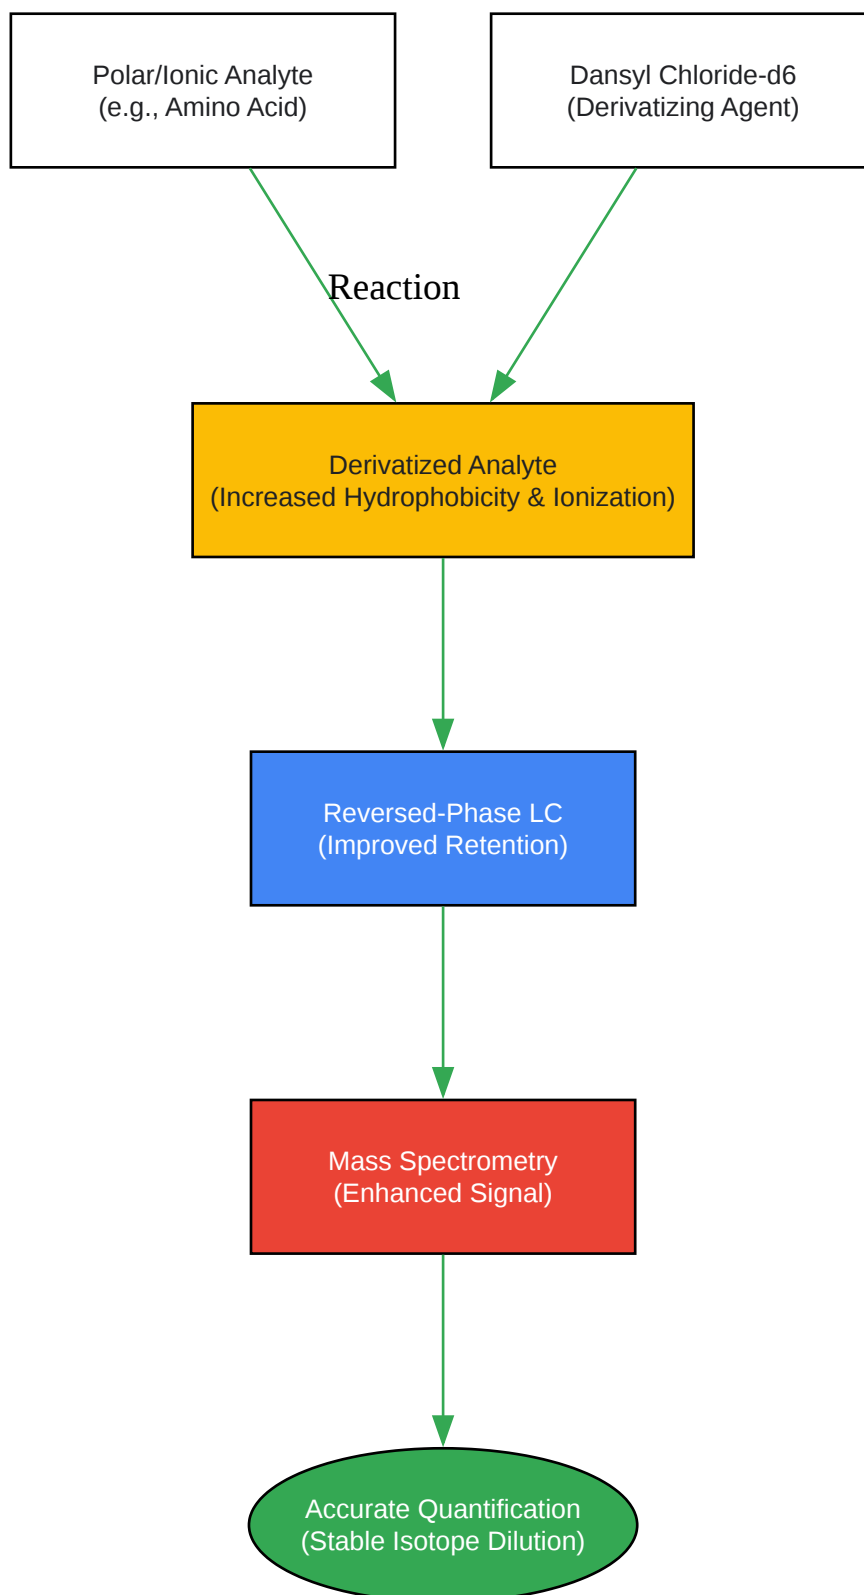 Polar/Ionic Analyte
(e.g., Amino Acid)
Dansyl Chloride-d6
(Derivatizing Agent)
Reaction
Derivatized Analyte
(Increased Hydrophobicity & Ionization)
Reversed-Phase LC
(Improved Retention)
Mass Spectrometry
(Enhanced Signal)
Accurate Quantification
(Stable Isotope Dilution)